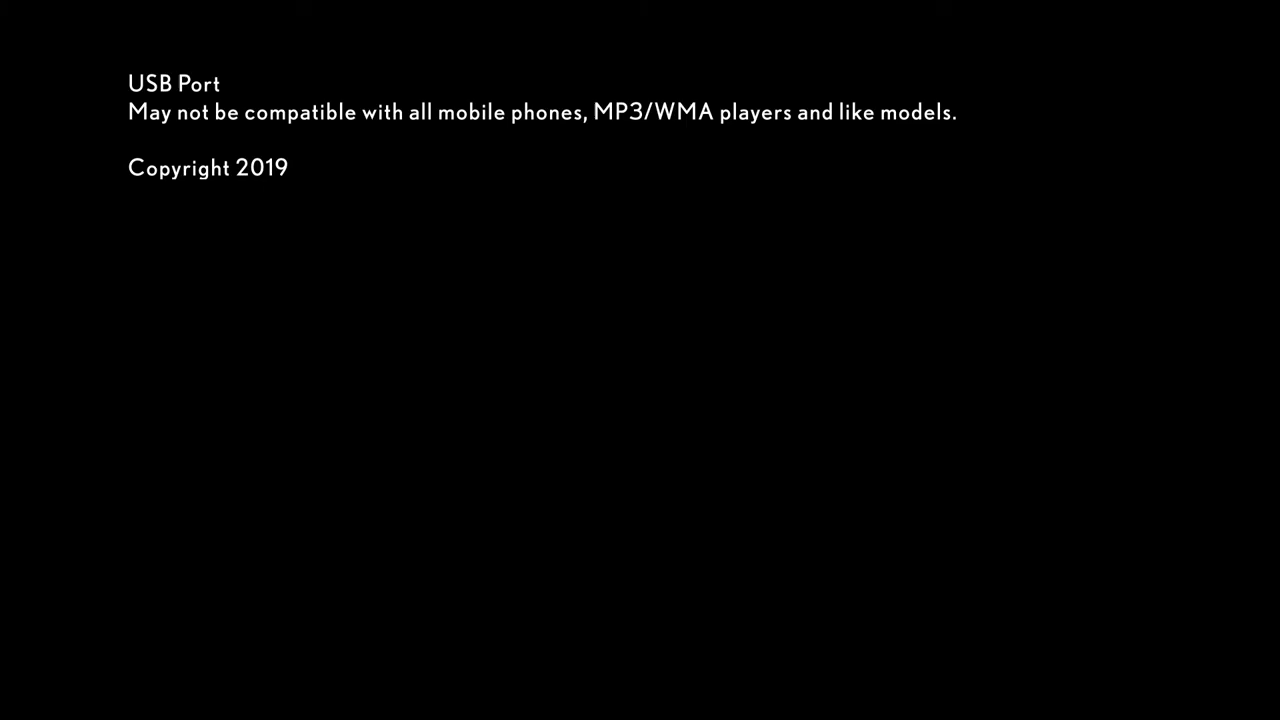 USB Port
May not be compatible with all mobile phones, MP3/WMA players and like models.
Copyright 2019